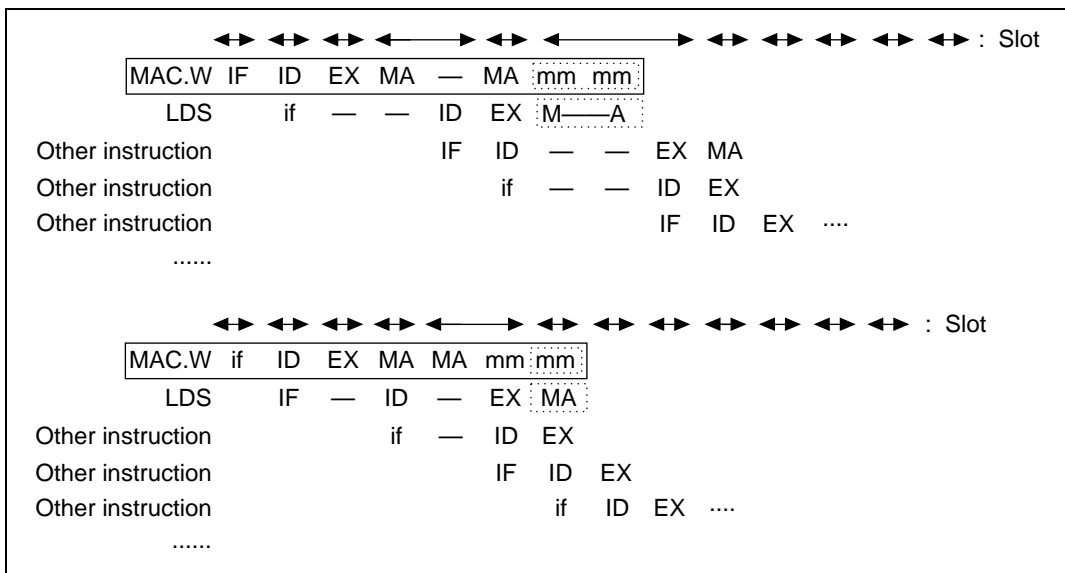 : Slot
MAC.W IF ID EX MA — MA mm mm
LDS if — — ID EX M——A
Other instruction IF ID — — EX MA
Other instruction if — — ID EX
Other instruction IF ID EX ....
......
: Slot
MAC.W if ID EX MA MA mm mm
LDS IF — ID — EX MA
Other instruction if — ID EX
Other instruction IF ID EX
Other instruction if ID EX ....
......